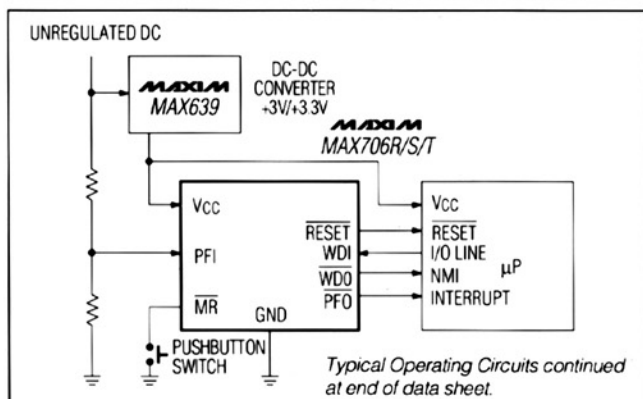 UNREGULATED DC
MAXIM
MAX639
DC-DC
CONVERTER
+3V/+3.3V
MAXIM
MAX706R/S/T
VCC
PFI
MR
GND
RESET
WDI
WDO
PFO
VCC
RESET
I/O LINE
NMI
INTERRUPT
µP
PUSHBUTTON
SWITCH
Typical Operating Circuits continued
at end of data sheet.